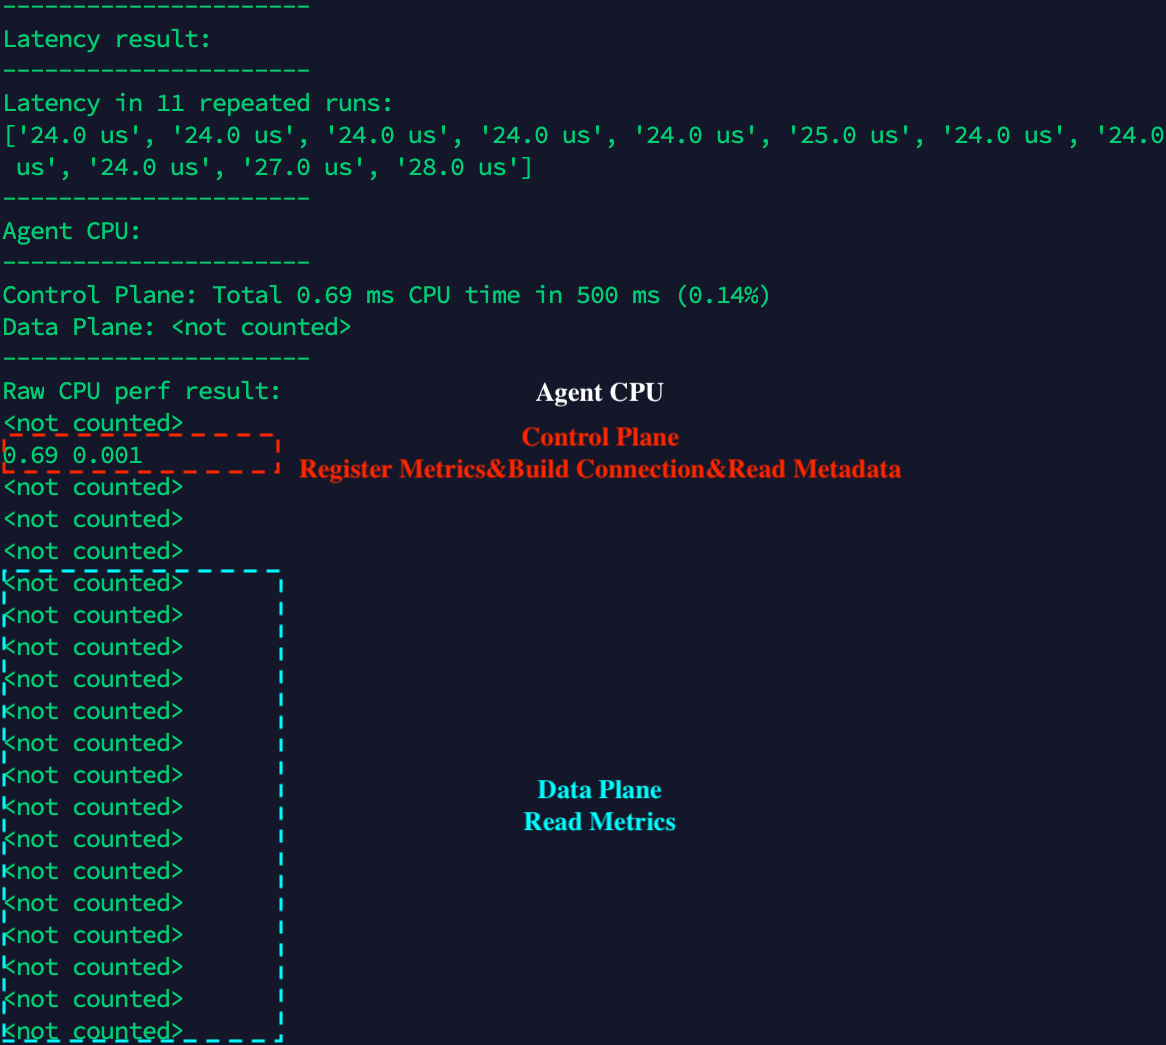 ----------------------
Latency result:
----------------------
Latency in 11 repeated runs:
['24.0 us', '24.0 us', '24.0 us', '24.0 us', '24.0 us', '25.0 us', '24.0 us', '24.0
us', '24.0 us', '27.0 us', '28.0 us']
----------------------
Agent CPU:
----------------------
Control Plane: Total 0.69 ms CPU time in 500 ms (0.14%)
Data Plane: <not counted>
----------------------
Raw CPU perf result:
Agent CPU
<not counted>
Control Plane
0.69 0.001
Register Metrics&Build Connection&Read Metadata
<not counted>
<not counted>
<not counted>
<not counted>
<not counted>
<not counted>
<not counted>
<not counted>
<not counted>
<not counted>
Data Plane
<not counted>
Read Metrics
<not counted>
<not counted>
<not counted>
<not counted>
<not counted>
<not counted>
<not counted>